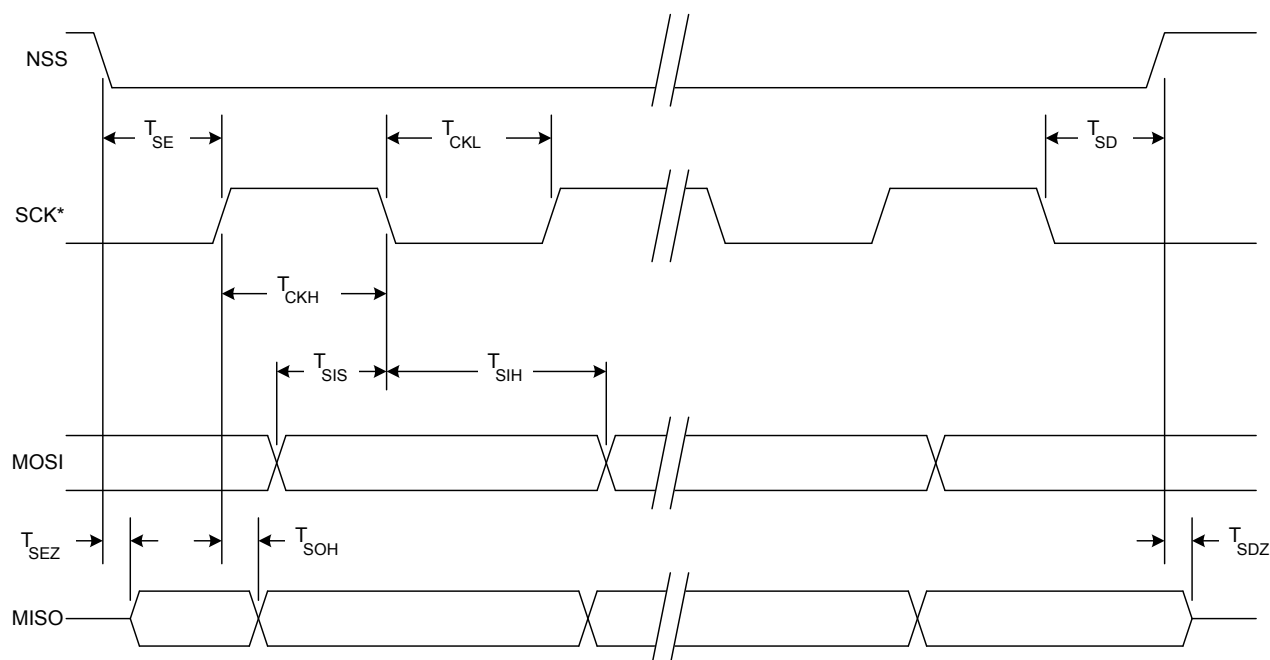 NSS
TSE
TCKL
TSD
SCK*
TCKH
TSIS
TSIH
MOSI
TSEZ
TSOH
TSDZ
MISO